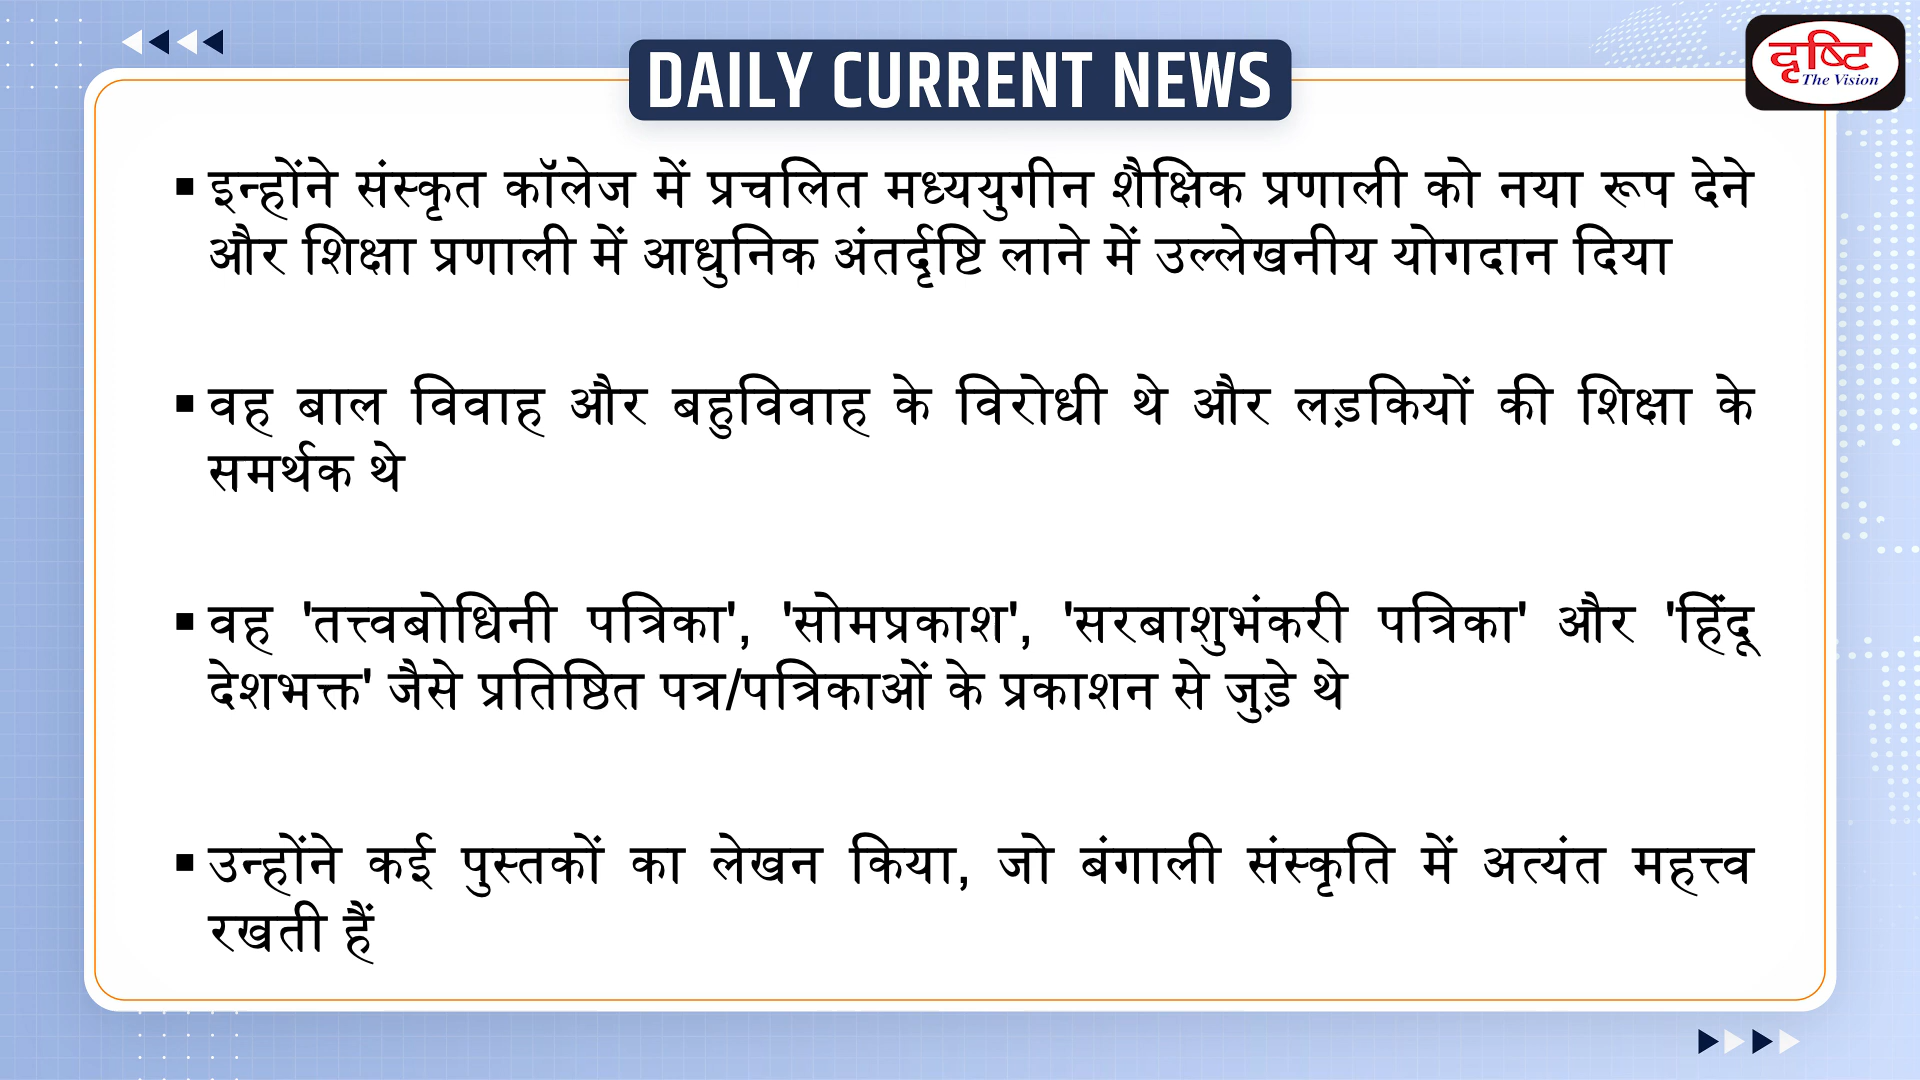 DAILY CURRENT NEWS
दृष्टि
The Vision
▪ इन्होंने संस्कृत कॉलेज में प्रचलित मध्ययुगीन शैक्षिक प्रणाली को नया रूप देने
और शिक्षा प्रणाली में आधुनिक अंतर्दृष्टि लाने में उल्लेखनीय योगदान दिया
▪ वह बाल विवाह और बहुविवाह के विरोधी थे और लड़कियों की शिक्षा के
समर्थक थे
▪ वह 'तत्त्वबोधिनी पत्रिका', 'सोमप्रकाश', 'सरबाशुभंकरी पत्रिका' और 'हिंदू
देशभक्त' जैसे प्रतिष्ठित पत्र/पत्रिकाओं के प्रकाशन से जुड़े थे
▪ उन्होंने कई पुस्तकों का लेखन किया, जो बंगाली संस्कृति में अत्यंत महत्त्व
रखती हैं